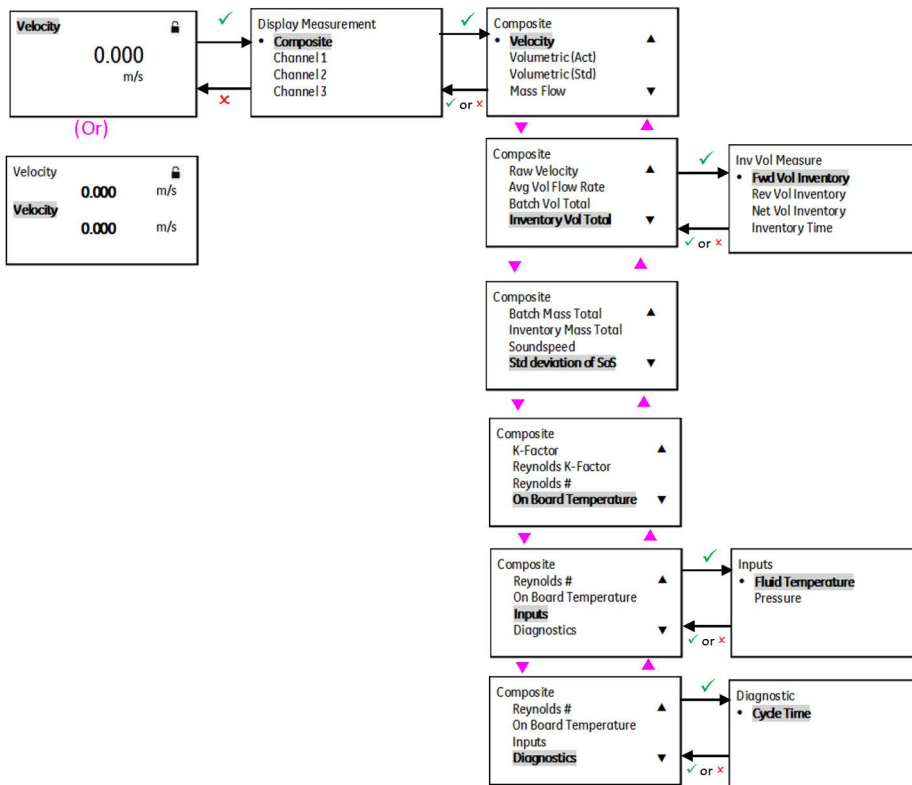 Velocity
0.000
m/s
(Or)
Velocity
0.000 m/s
Velocity
0.000 m/s
✓
✗
Display Measurement
• Composite
Channel 1
Channel 2
Channel 3
✓
✓ or ✗
Composite
• Velocity
Volumetric (Act)
Volumetric (Std)
Mass Flow
Composite
Raw Velocity
Avg Vol Flow Rate
Batch Vol Total
Inventory Vol Total
✓
✓ or ✗
Inv Vol Measure
• Fwd Vol Inventory
Rev Vol Inventory
Net Vol Inventory
Inventory Time
Composite
Batch Mass Total
Inventory Mass Total
Soundspeed
Std deviation of SoS
Composite
K-Factor
Reynolds K-Factor
Reynolds #
On Board Temperature
Composite
Reynolds #
On Board Temperature
Inputs
Diagnostics
✓
✓ or ✗
Inputs
• Fluid Temperature
Pressure
Composite
Reynolds #
On Board Temperature
Inputs
Diagnostics
✓
✓ or ✗
Diagnostic
• Cycle Time